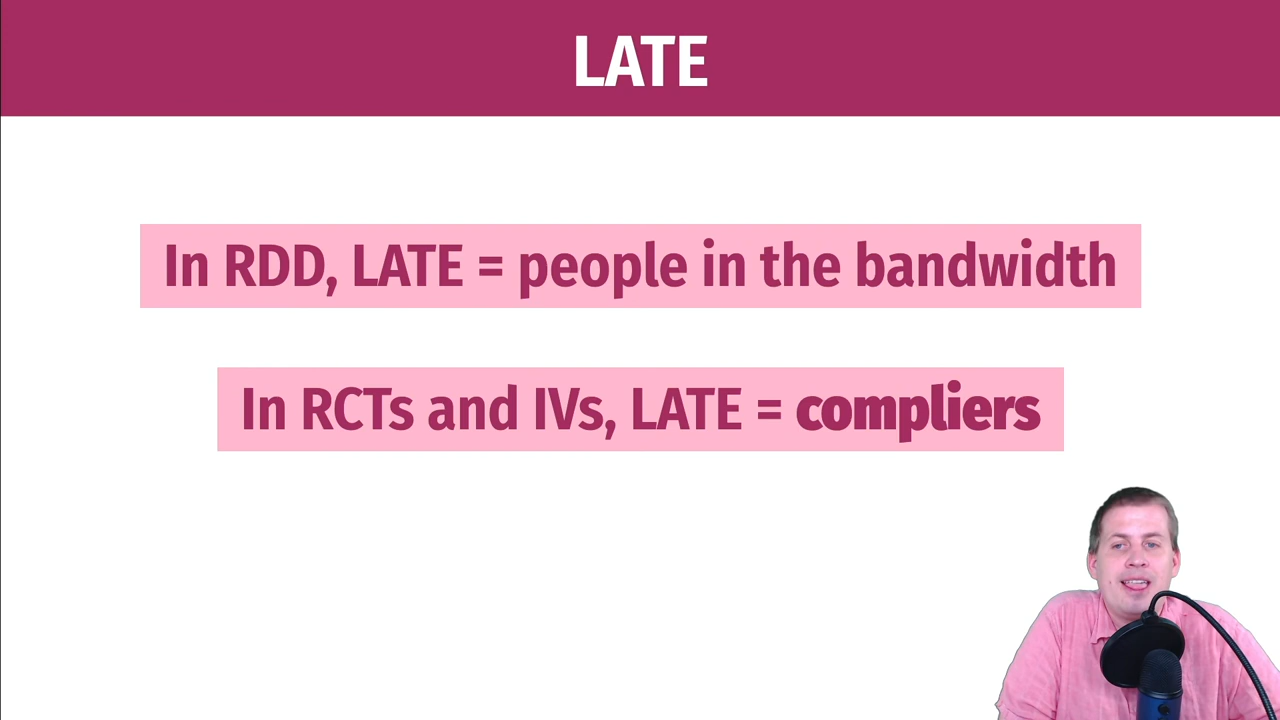 LATE
In RDD, LATE = people in the bandwidth
In RCTs and IVs, LATE = compliers